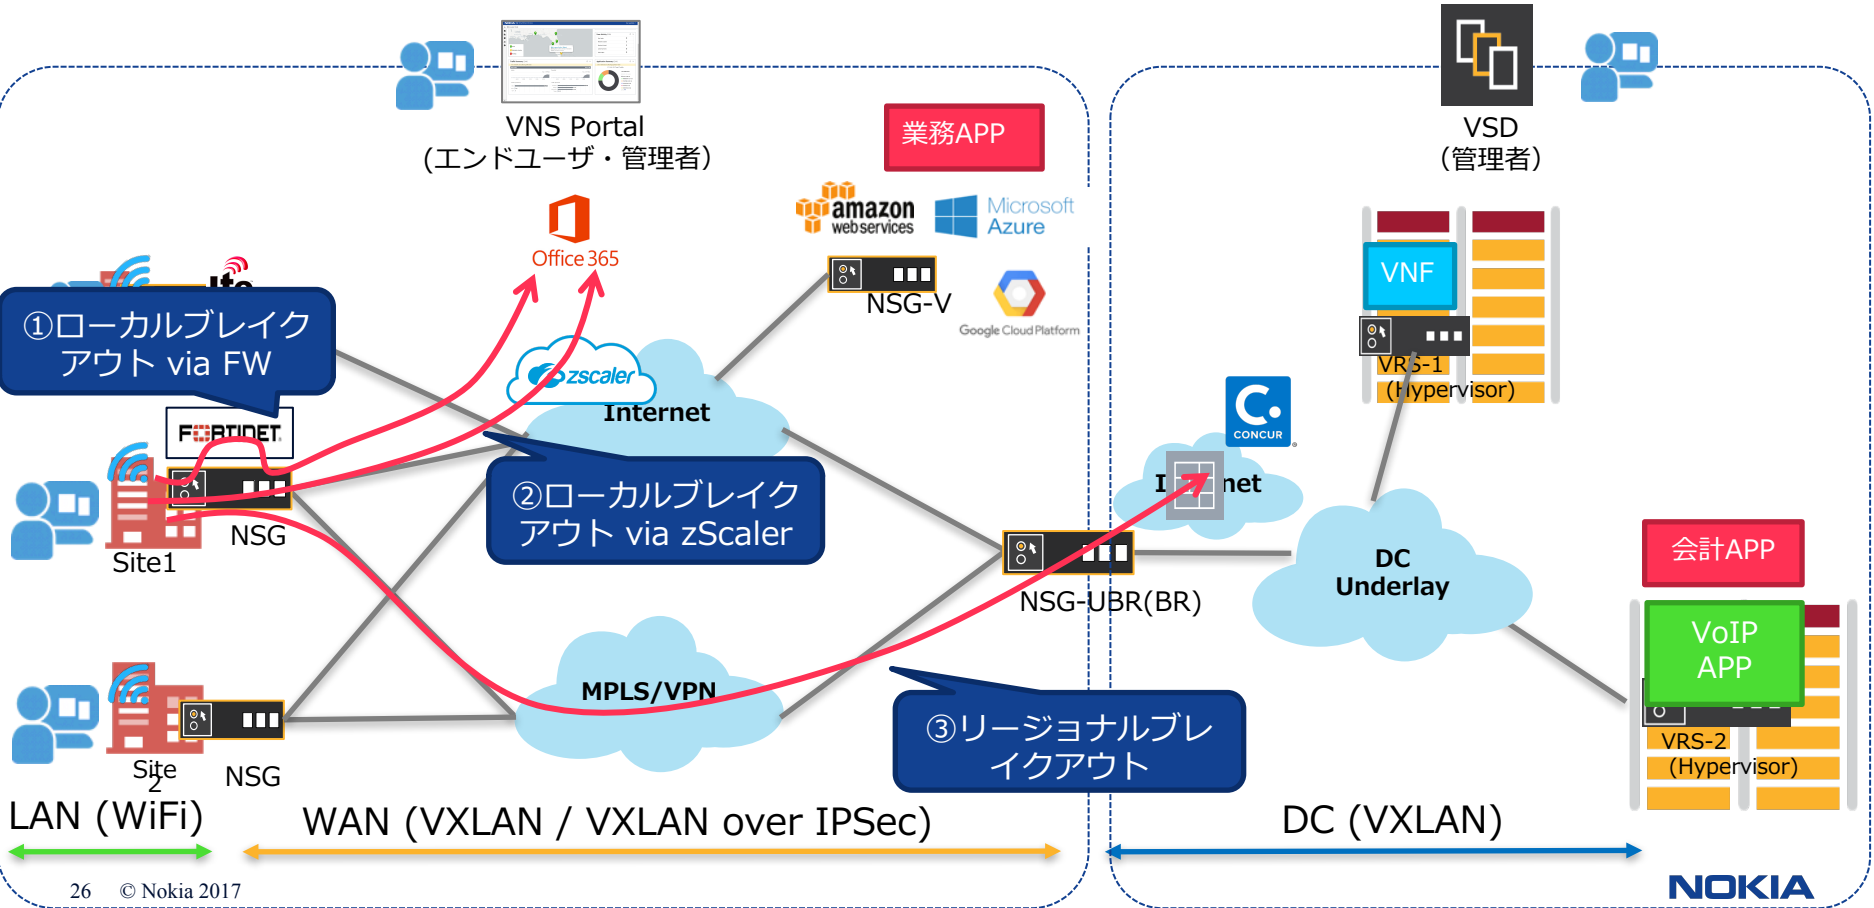 VNS Portal
(エンドユーザ・管理者）
業務APP
VSD
（管理者）
Office 365
amazon
web services
Microsoft
Azure
NSG-V
Google Cloud Platform
lte
①ローカルブレイク
アウト via FW
zscaler
Internet
FORTINET
NSG
Site1
②ローカルブレイク
アウト via zScaler
VNF
VRS-1
(Hypervisor)
C.
CONCUR
NSG-UBR(BR)
DC
Underlay
会計APP
VoIP
APP
VRS-2
(Hypervisor)
MPLS/VPN
③リージョナルブレ
イクアウト
Site
2
NSG
LAN (WiFi)
WAN (VXLAN / VXLAN over IPSec)
DC (VXLAN)
26 © Nokia 2017
NOKIA